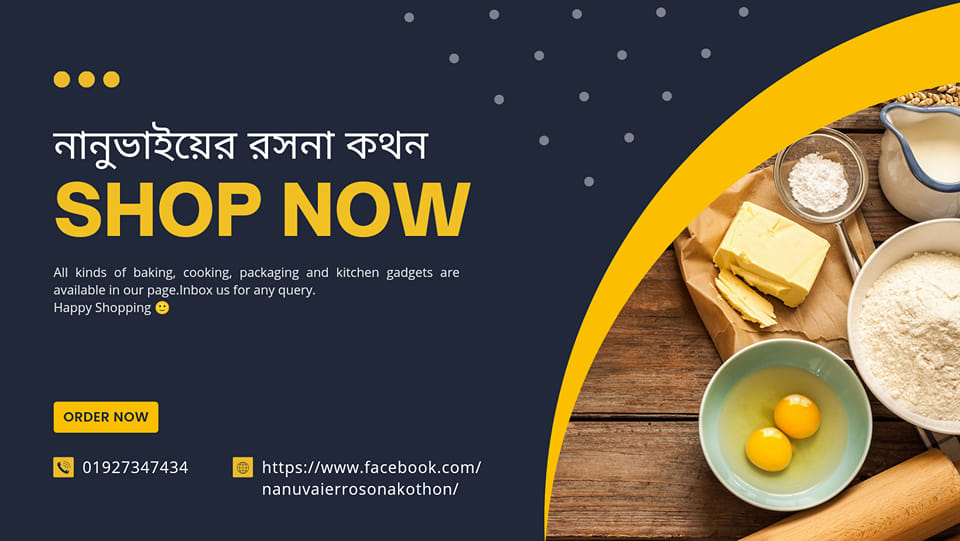 নানুভাইয়ের রসনা কথন
SHOP NOW
All kinds of baking, cooking, packaging and kitchen gadgets are
available in our page.Inbox us for any query.
Happy Shopping 🙂
ORDER NOW
01927347434
https://www.facebook.com/
nanuvaierrosonakothon/